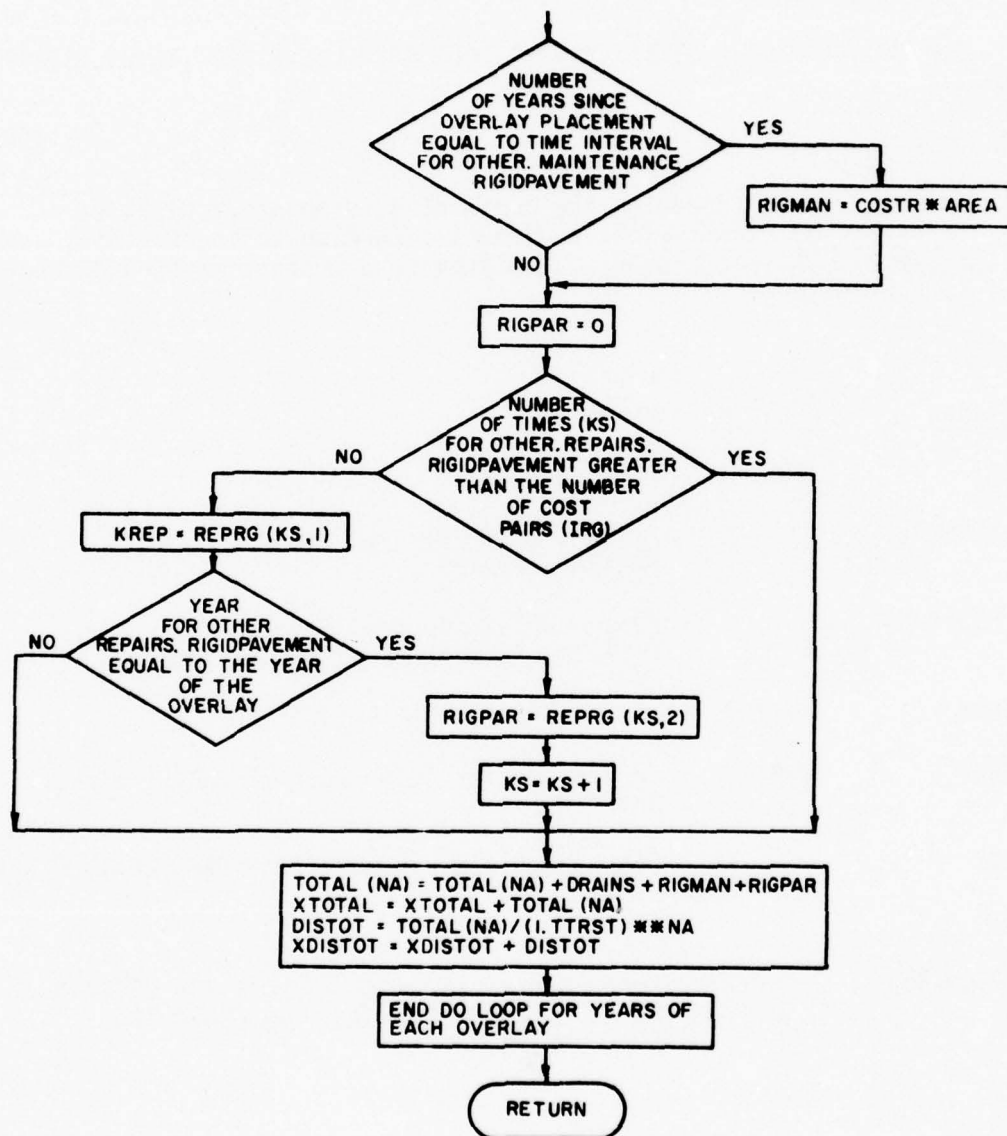 NUMBER
OF YEARS SINCE
OVERLAY PLACEMENT
EQUAL TO TIME INTERVAL
FOR OTHER. MAINTENANCE
RIGIDPAVEMENT
YES
RIGMAN = COSTR * AREA
NO
RIGPAR = 0
NUMBER
OF TIMES (KS)
FOR OTHER. REPAIRS.
RIGIDPAVEMENT GREATER
THAN THE NUMBER
OF COST
PAIRS (IRG)
NO
YES
KREP = REPRG (KS,1)
YEAR
FOR OTHER
REPAIRS. RIGIDPAVEMENT
EQUAL TO THE YEAR
OF THE
OVERLAY
NO
YES
RIGPAR = REPRG (KS,2)
KS = KS + 1
TOTAL (NA) = TOTAL (NA) + DRAINS + RIGMAN + RIGPAR
XTOTAL = XTOTAL + TOTAL (NA)
DISTOT = TOTAL (NA) / (1. TTRST) ** NA
XDISTOT = XDISTOT + DISTOT
END DO LOOP FOR YEARS OF
EACH OVERLAY
RETURN